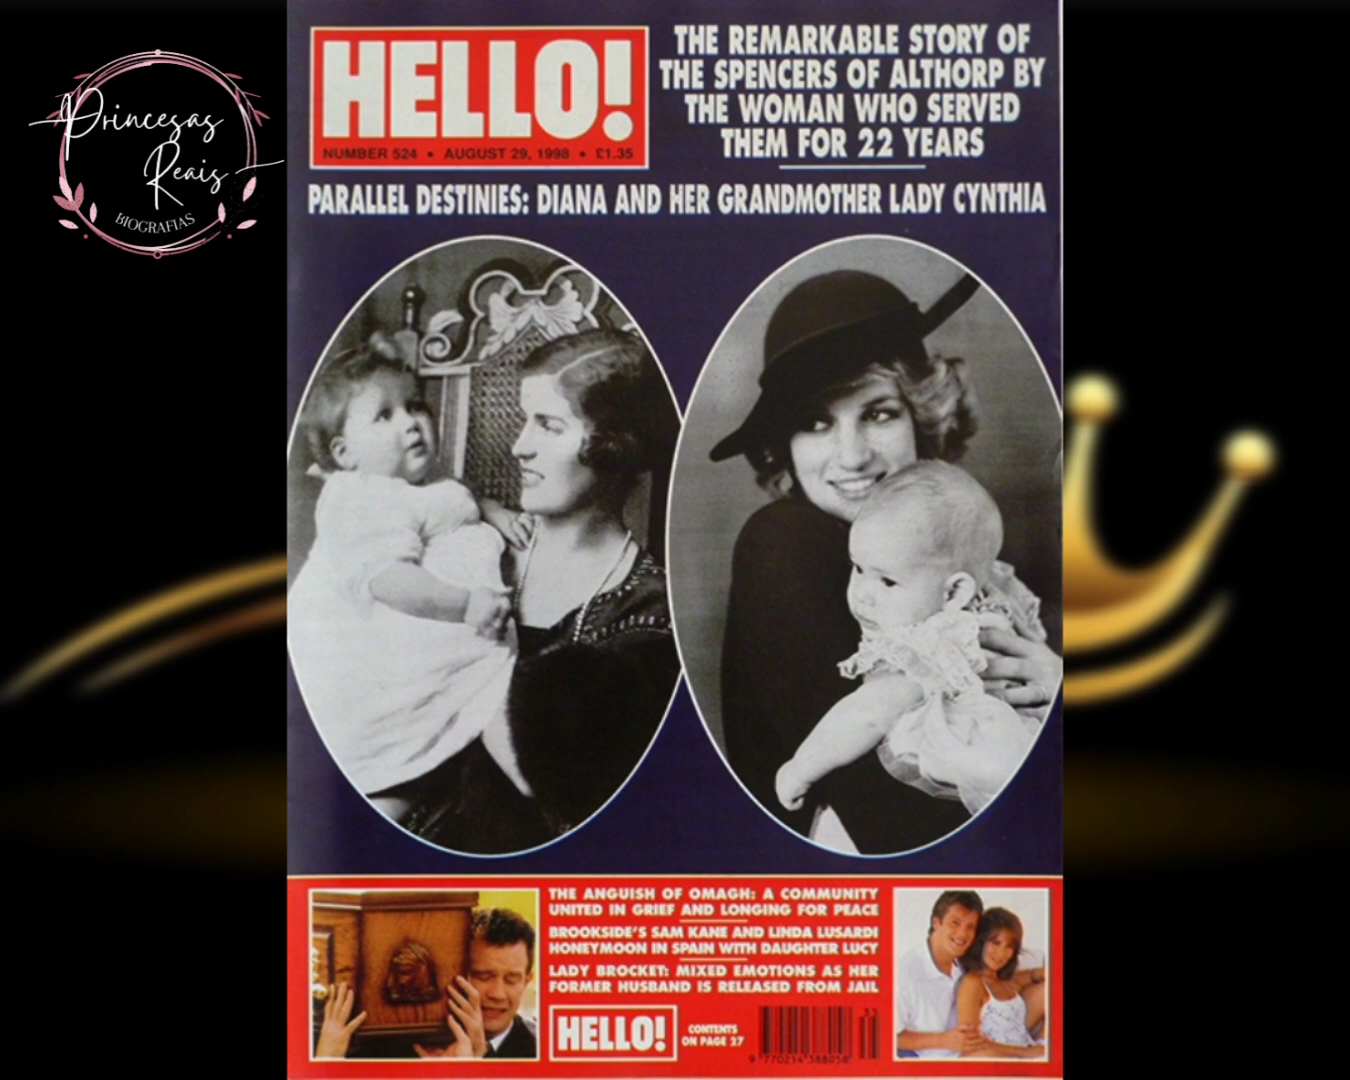 Princesas
Reais
BIOGRAFIAS
HELLO!
NUMBER 524 • AUGUST 29, 1998 • £1.35
THE REMARKABLE STORY OF
THE SPENCERS OF ALTHORP BY
THE WOMAN WHO SERVED
THEM FOR 22 YEARS
PARALLEL DESTINIES: DIANA AND HER GRANDMOTHER LADY CYNTHIA
THE ANGUISH OF OMAGH: A COMMUNITY
UNITED IN GRIEF AND LONGING FOR PEACE
BROOKSIDE'S SAM KANE AND LINDA LUSARDI
HONEYMOON IN SPAIN WITH DAUGHTER LUCY
LADY BROCKET: MIXED EMOTIONS AS HER
FORMER HUSBAND IS RELEASED FROM JAIL
HELLO!
CONTENTS
ON PAGE 27
35
9 770214 388058